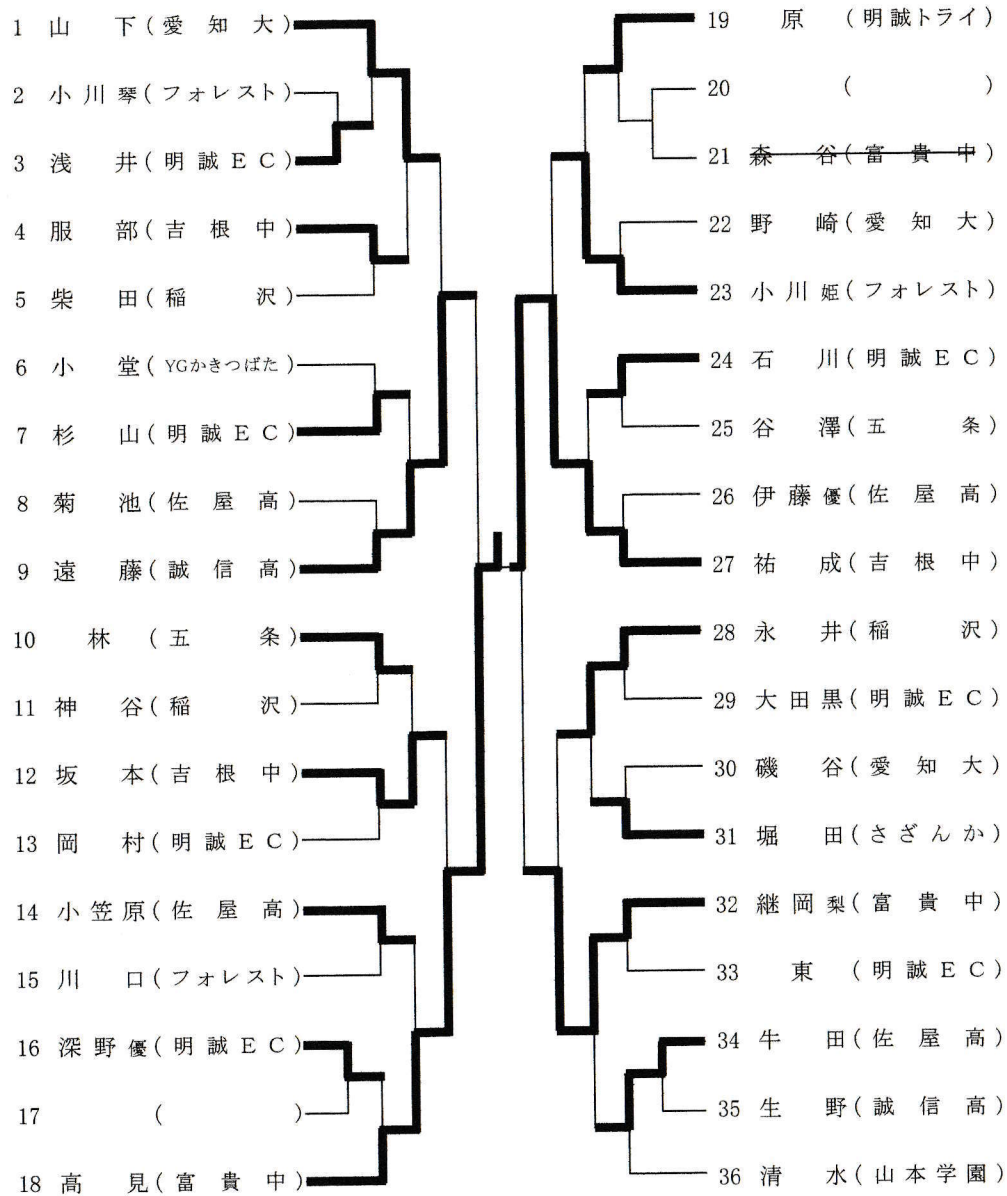 1 山下(愛知大)
2 小川琴(フォレスト)
3 浅井(明誠EC)
4 服部(吉根中)
5 柴田(稲沢)
6 小堂(YGかきつばた)
7 杉山(明誠EC)
8 菊池(佐屋高)
9 遠藤(誠信高)
10 林(五条)
11 神谷(稲沢)
12 坂本(吉根中)
13 岡村(明誠EC)
14 小笠原(佐屋高)
15 川口(フォレスト)
16 深野優(明誠EC)
17 ( )
18 高見(富貴中)
19 原(明誠トライ)
20 ( )
21 森谷(富貴中)
22 野崎(愛知大)
23 小川姫(フォレスト)
24 石川(明誠EC)
25 谷澤(五条)
26 伊藤優(佐屋高)
27 祐成(吉根中)
28 永井(稲沢)
29 大田黒(明誠EC)
30 磯谷(愛知大)
31 堀田(さざんか)
32 継岡梨(富貴中)
33 東(明誠EC)
34 牛田(佐屋高)
35 生野(誠信高)
36 清水(山本学園)